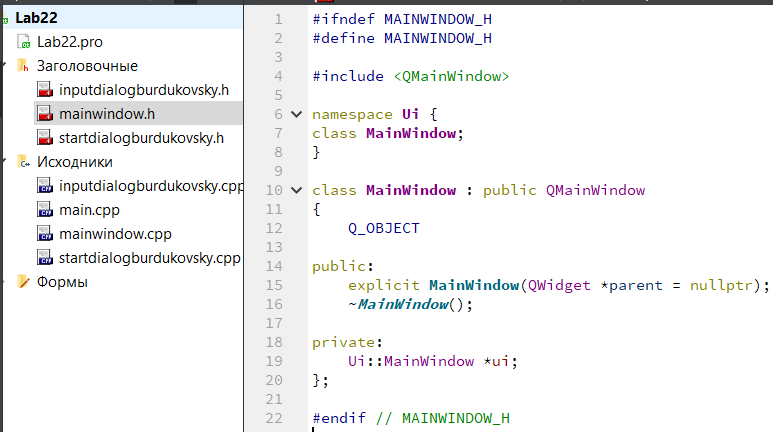 Lab22
Lab22.pro
Заголовочные
inputdialogburdukovsky.h
mainwindow.h
startdialogburdukovsky.h
Исходники
inputdialogburdukovsky.cpp
main.cpp
mainwindow.cpp
startdialogburdukovsky.cpp
Формы
1 #ifndef MAINWINDOW_H
2 #define MAINWINDOW_H
3
4 #include <QMainWindow>
5
6 namespace Ui {
7 class MainWindow;
8 }
9
10 class MainWindow : public QMainWindow
11 {
12 Q_OBJECT
13
14 public:
15 explicit MainWindow(QWidget *parent = nullptr);
16 ~MainWindow();
17
18 private:
19 Ui::MainWindow *ui;
20 };
21
22 #endif // MAINWINDOW_H